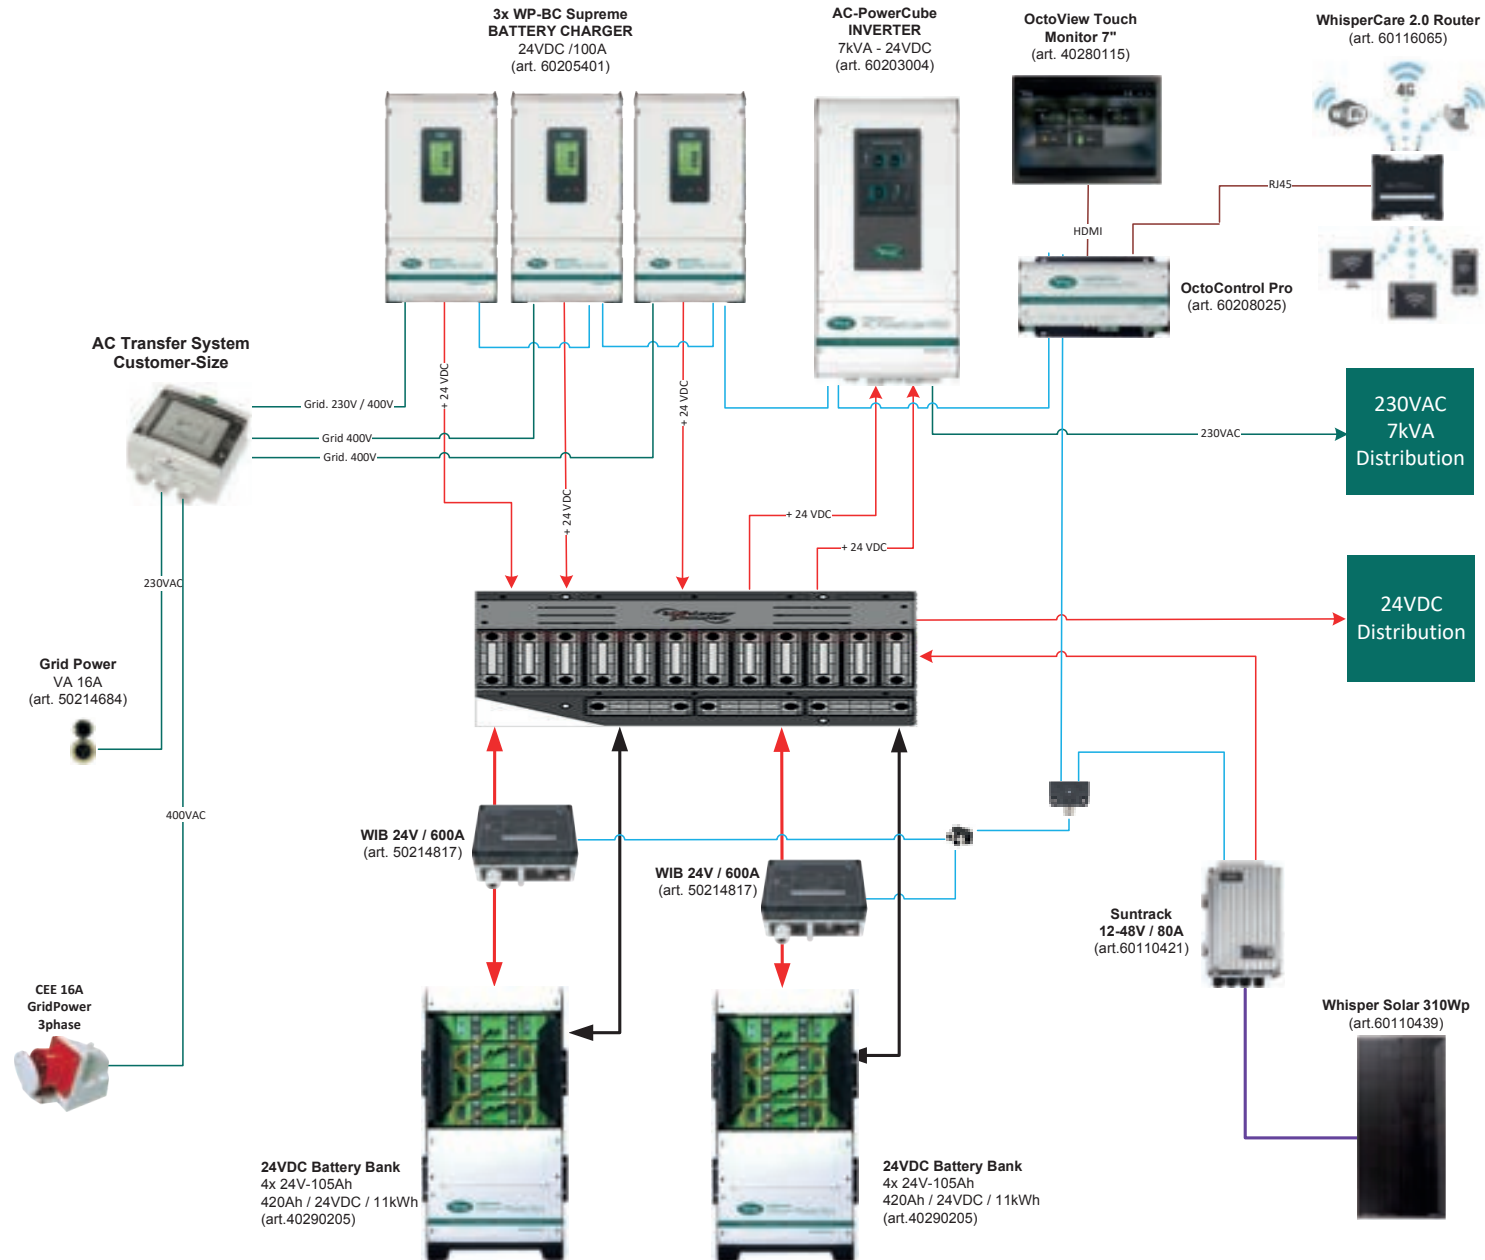 3x WP-BC Supreme
BATTERY CHARGER
24VDC /100A
(art. 60205401)
AC-PowerCube
INVERTER
7kVA - 24VDC
(art. 60203004)
OctoView Touch
Monitor 7"
(art. 40280115)
WhisperCare 2.0 Router
(art. 60116065)
4G
RJ45
HDMI
OctoControl Pro
(art. 60208025)
AC Transfer System
Customer-Size
Grid. 230V / 400V
Grid 400V
Grid. 400V
+ 24 VDC
+ 24 VDC
+ 24 VDC
+ 24 VDC
+ 24 VDC
230VAC
230VAC
7kVA
Distribution
24VDC
Distribution
230VAC
Grid Power
VA 16A
(art. 50214684)
400VAC
WIB 24V / 600A
(art. 50214817)
WIB 24V / 600A
(art. 50214817)
Suntrack
12-48V / 80A
(art.60110421)
CEE 16A
GridPower
3phase
Whisper Solar 310Wp
(art.60110439)
24VDC Battery Bank
4x 24V-105Ah
420Ah / 24VDC / 11kWh
(art.40290205)
24VDC Battery Bank
4x 24V-105Ah
420Ah / 24VDC / 11kWh
(art.40290205)